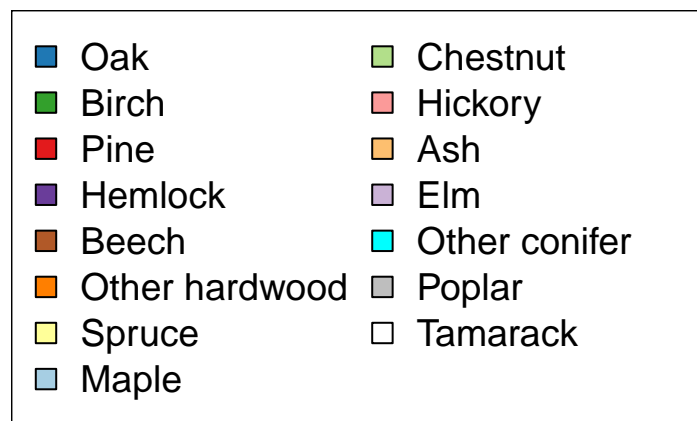 Oak
Birch
Pine
Hemlock
Beech
Other hardwood
Spruce
Maple
Chestnut
Hickory
Ash
Elm
Other conifer
Poplar
Tamarack